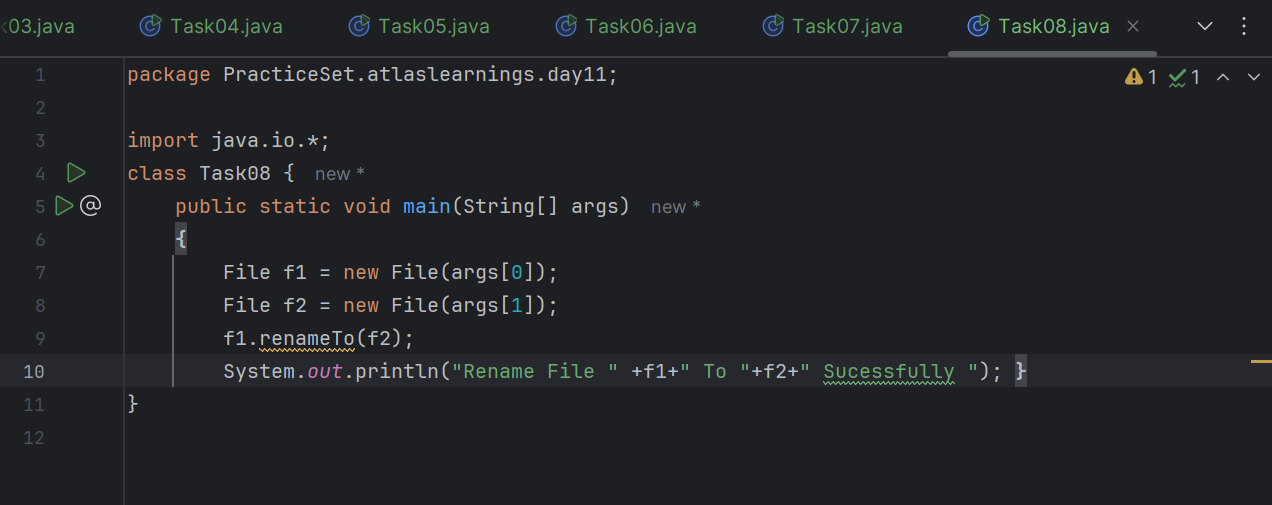 03.java Task04.java Task05.java Task06.java Task07.java Task08.java
1 package PracticeSet.atlaslearnings.day11; 1 1
2
3 import java.io.*;
4 class Task08 { new *
5 @ public static void main(String[] args) new *
6 {
7 File f1 = new File(args[0]);
8 File f2 = new File(args[1]);
9 f1.renameTo(f2);
10 System.out.println("Rename File " +f1+" To "+f2+" Sucessfully "); }
11 }
12